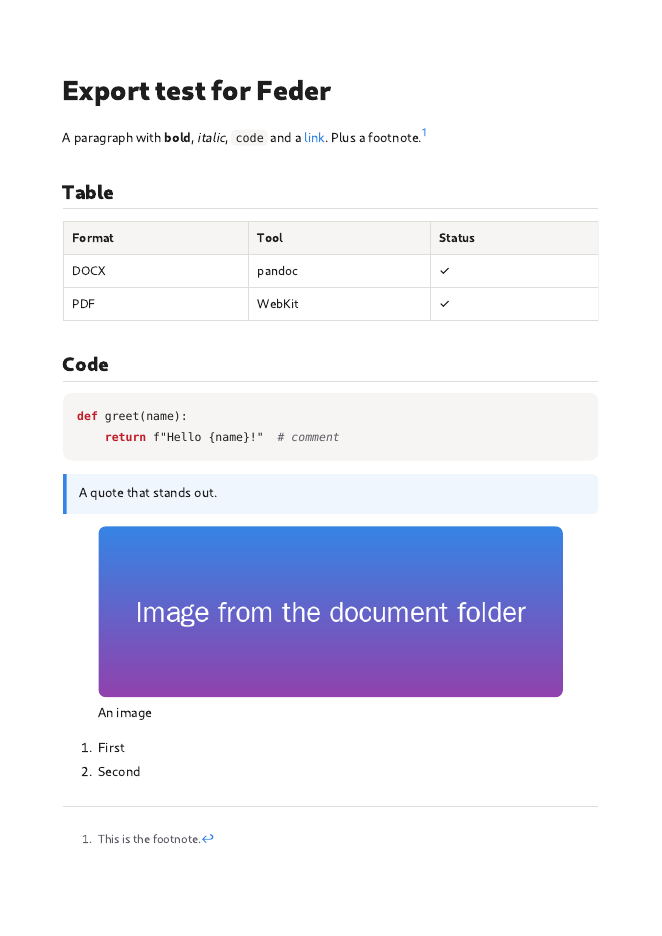 Export test for Feder
A paragraph with bold, italic, code and a link. Plus a footnote.1
Table
Format Tool Status
DOCX pandoc ✓
PDF WebKit ✓
Code
def greet(name):
    return f"Hello {name}!"  # comment
A quote that stands out.
Image from the document folder
An image
1. First
2. Second
1. This is the footnote.↩